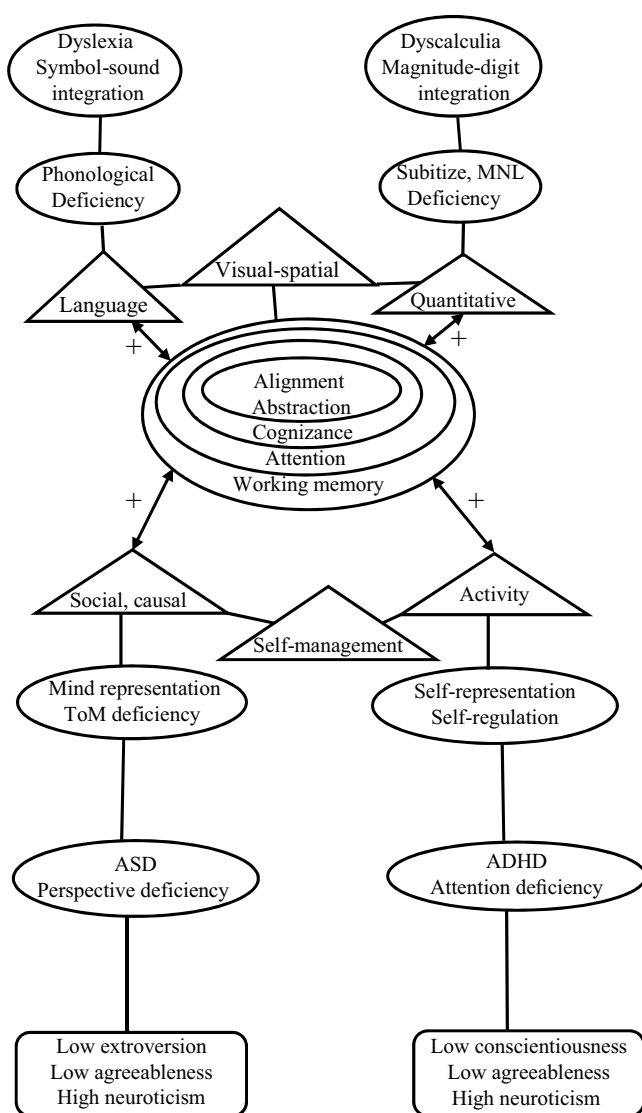 Dyslexia
Symbol-sound
integration
Dyscalculia
Magnitude-digit
integration
Phonological
Deficiency
Subitize, MNL
Deficiency
Visual-spatial
Language
Quantitative
+
+
Alignment
Abstraction
Cognizance
Attention
Working memory
+
+
Social, causal
Activity
Self-management
Mind representation
ToM deficiency
Self-representation
Self-regulation
ASD
Perspective deficiency
ADHD
Attention deficiency
Low extroversion
Low agreeableness
High neuroticism
Low conscientiousness
Low agreeableness
High neuroticism